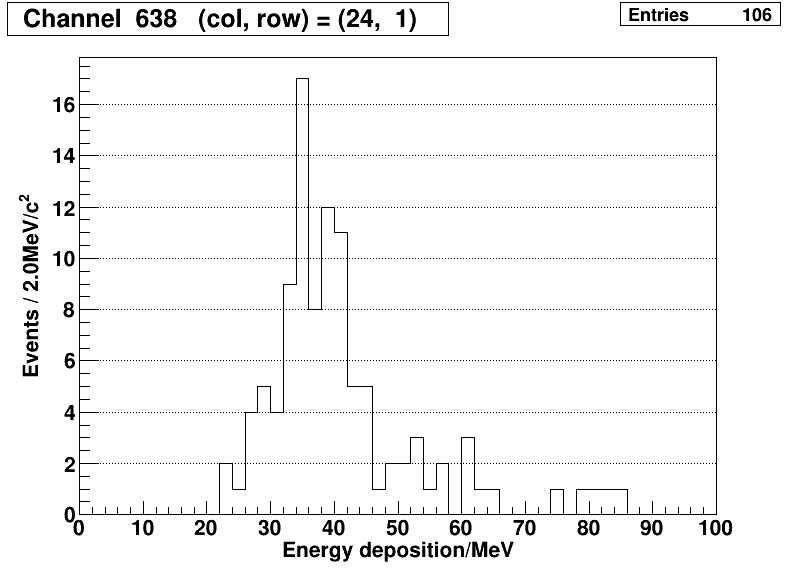 Channel 638 (col, row) = (24, 1)
Entries 106
Events / 2.0MeV/c²
16
14
12
10
8
6
4
2
0
0 10 20 30 40 50 60 70 80 90 100
Energy deposition/MeV